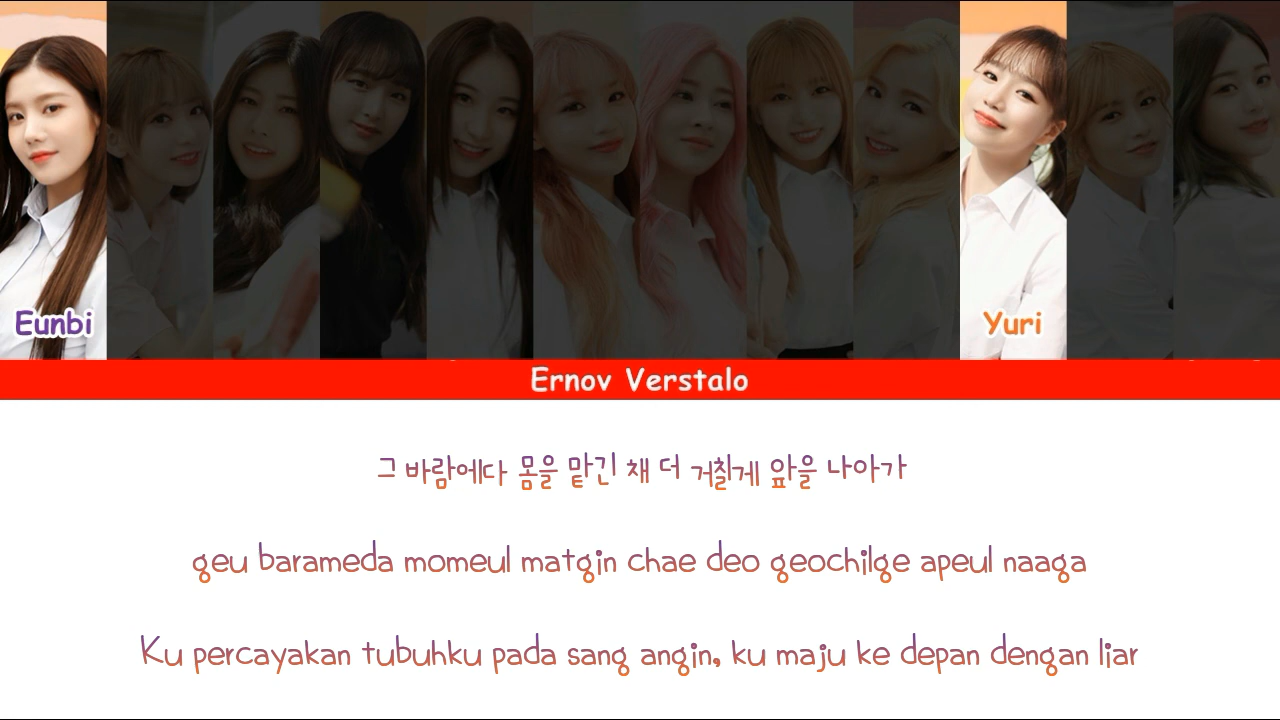 Eunbi
Yuri
Ernov Verstalo
그 바람에다 몸을 맡긴 채 더 거칠게 앞을 나아가
geu barameda momeul matgin chae deo geochilge apeul naaga
Ku percayakan tubuhku pada sang angin, ku maju ke depan dengan liar